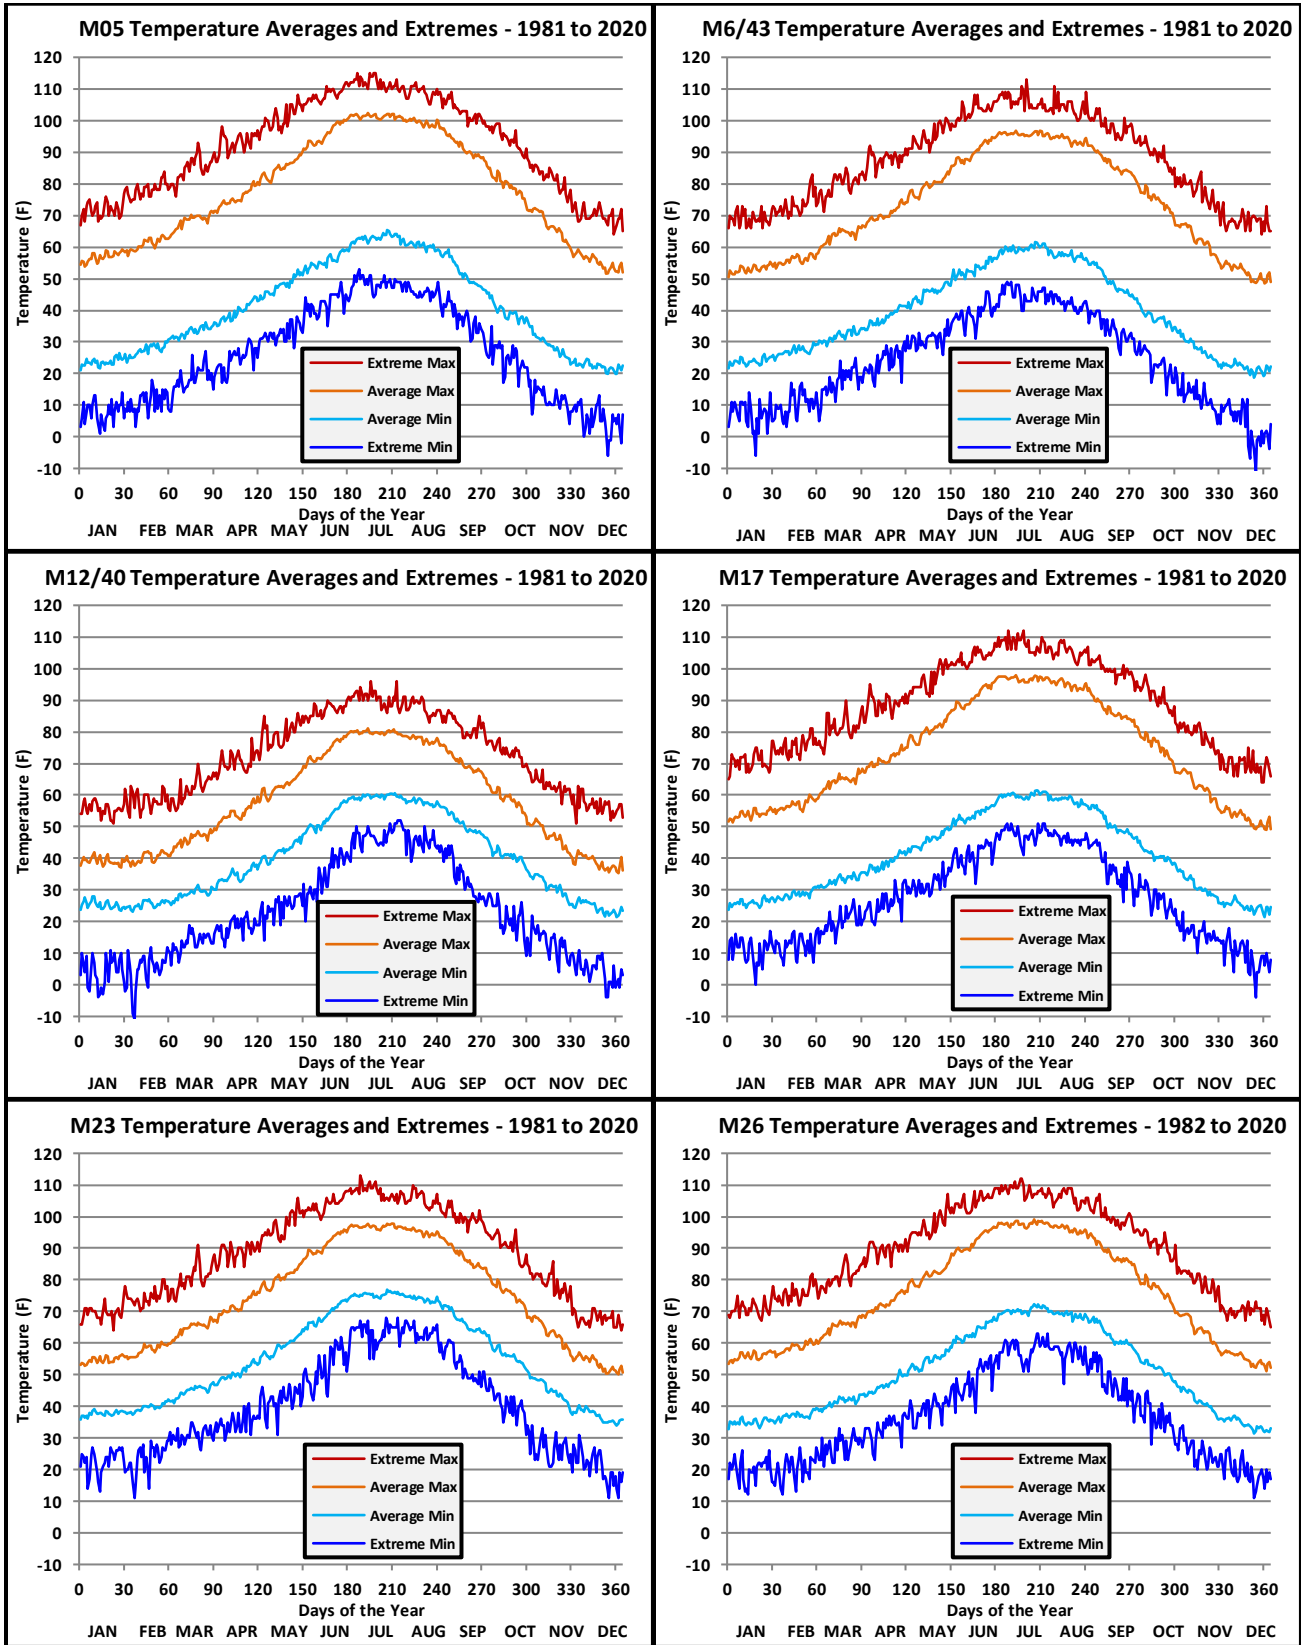 M05 Temperature Averages and Extremes - 1981 to 2020
120
110
100
90
80
70
60
50
40
30
20
10
0
-10
Temperature (F)
Extreme Max
Average Max
Average Min
Extreme Min
0 30 60 90 120 150 180 210 240 270 300 330 360
Days of the Year
JAN FEB MAR APR MAY JUN JUL AUG SEP OCT NOV DEC
M6/43 Temperature Averages and Extremes - 1981 to 2020
120
110
100
90
80
70
60
50
40
30
20
10
0
-10
Temperature (F)
Extreme Max
Average Max
Average Min
Extreme Min
0 30 60 90 120 150 180 210 240 270 300 330 360
Days of the Year
JAN FEB MAR APR MAY JUN JUL AUG SEP OCT NOV DEC
M12/40 Temperature Averages and Extremes - 1981 to 2020
120
110
100
90
80
70
60
50
40
30
20
10
0
-10
Temperature (F)
Extreme Max
Average Max
Average Min
Extreme Min
0 30 60 90 120 150 180 210 240 270 300 330 360
Days of the Year
JAN FEB MAR APR MAY JUN JUL AUG SEP OCT NOV DEC
M17 Temperature Averages and Extremes - 1981 to 2020
120
110
100
90
80
70
60
50
40
30
20
10
0
-10
Temperature (F)
Extreme Max
Average Max
Average Min
Extreme Min
0 30 60 90 120 150 180 210 240 270 300 330 360
Days of the Year
JAN FEB MAR APR MAY JUN JUL AUG SEP OCT NOV DEC
M23 Temperature Averages and Extremes - 1981 to 2020
120
110
100
90
80
70
60
50
40
30
20
10
0
-10
Temperature (F)
Extreme Max
Average Max
Average Min
Extreme Min
0 30 60 90 120 150 180 210 240 270 300 330 360
Days of the Year
JAN FEB MAR APR MAY JUN JUL AUG SEP OCT NOV DEC
M26 Temperature Averages and Extremes - 1982 to 2020
120
110
100
90
80
70
60
50
40
30
20
10
0
-10
Temperature (F)
Extreme Max
Average Max
Average Min
Extreme Min
0 30 60 90 120 150 180 210 240 270 300 330 360
Days of the Year
JAN FEB MAR APR MAY JUN JUL AUG SEP OCT NOV DEC